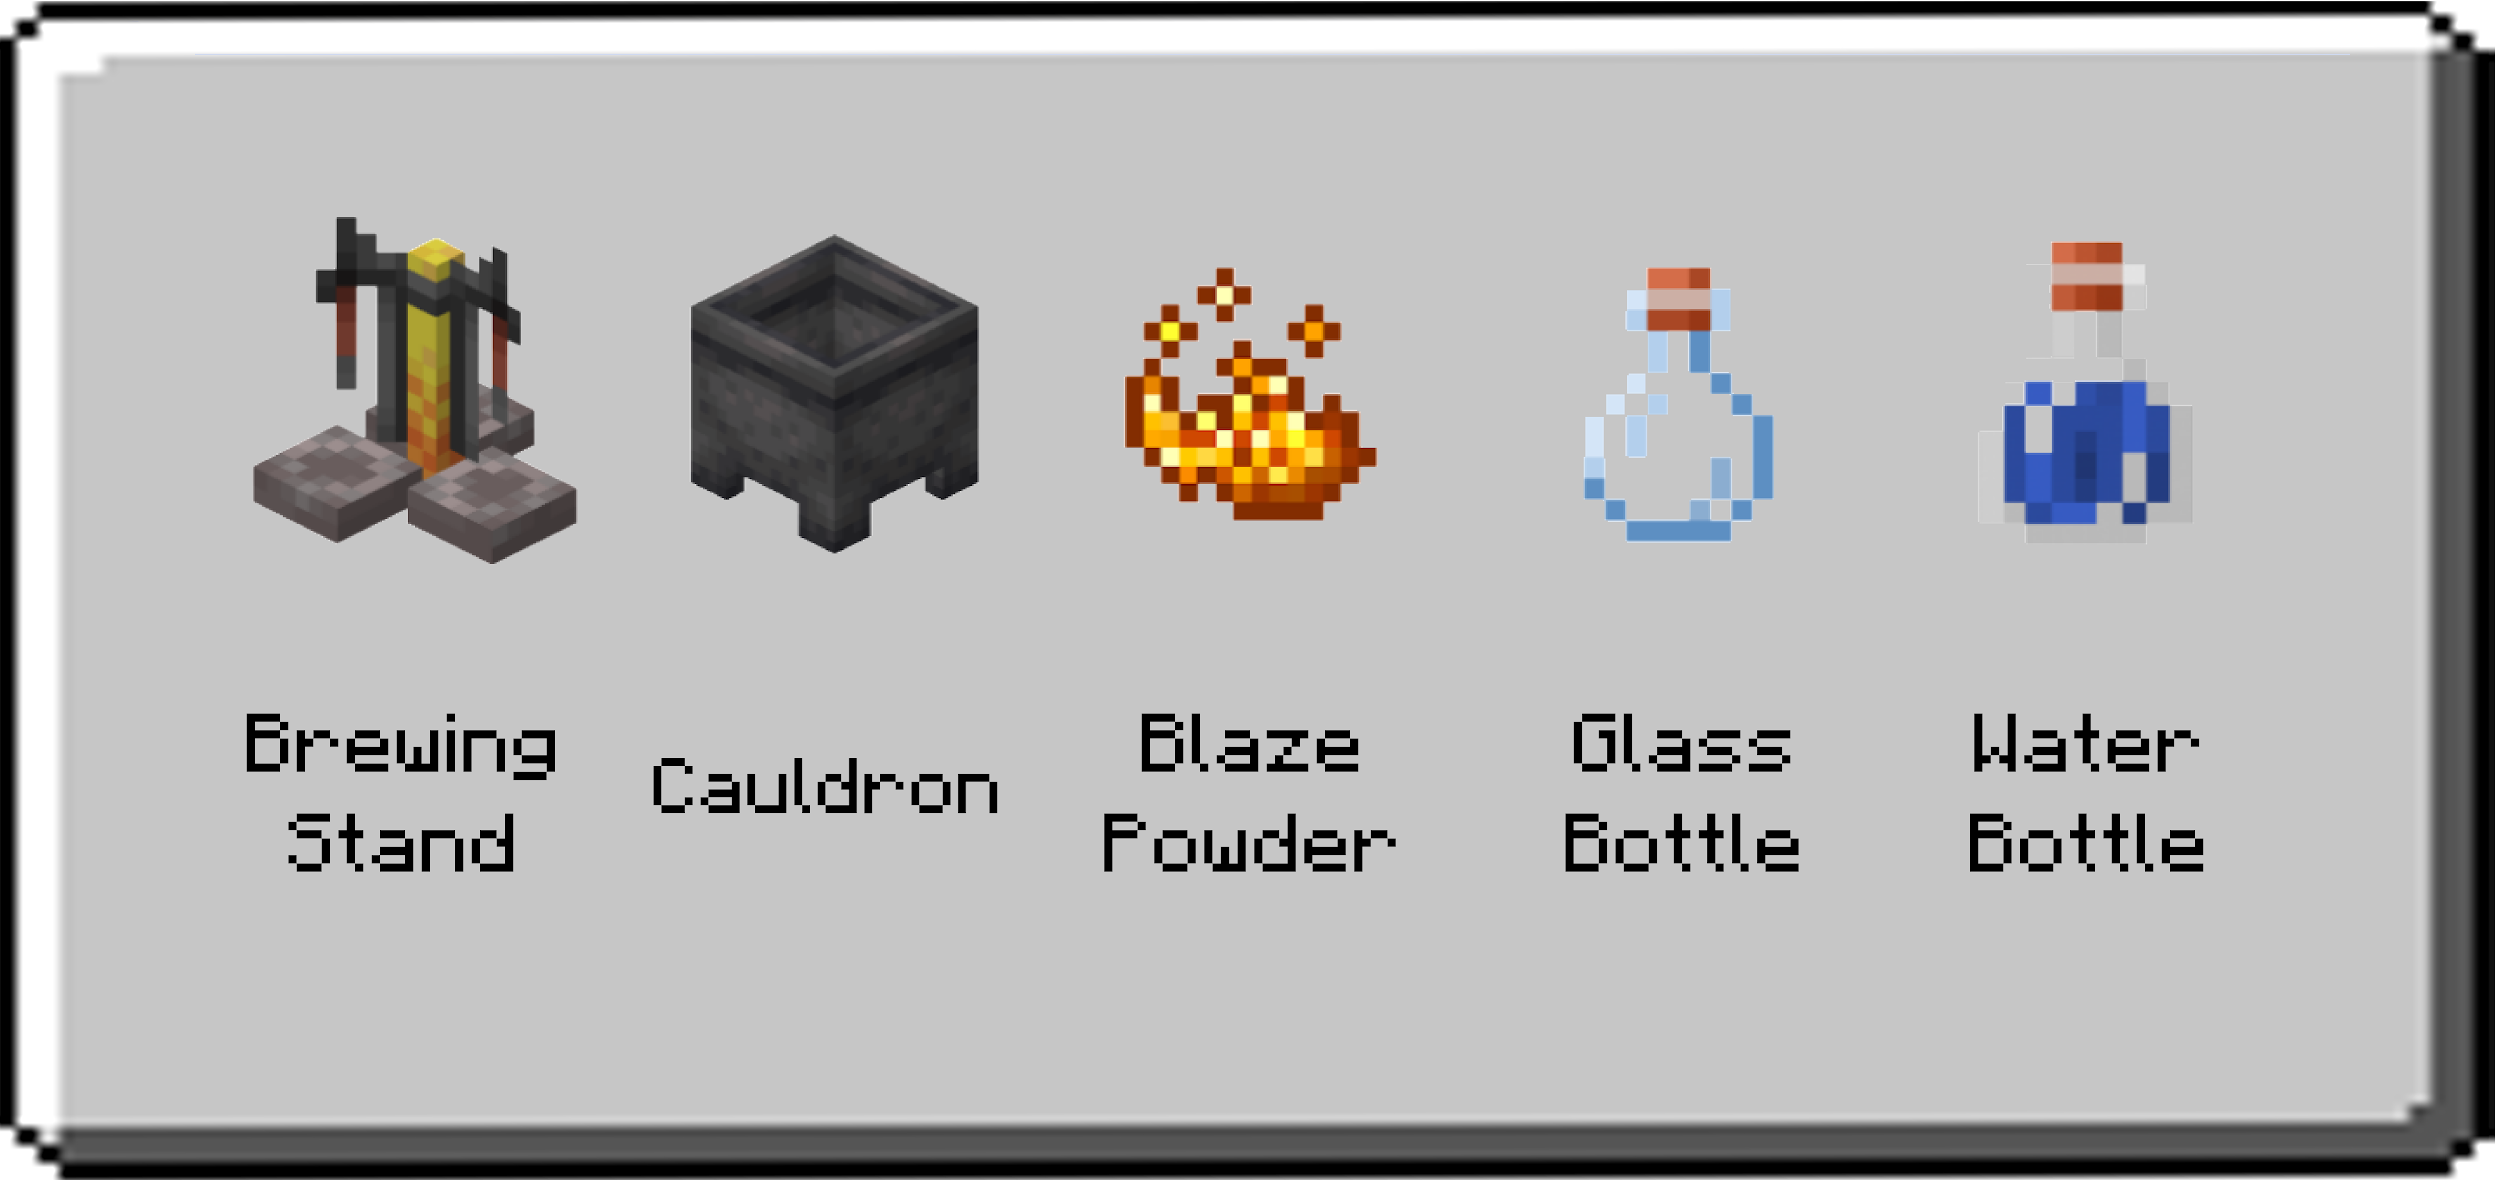 Brewing
Stand
Cauldron
Blaze
Powder
Glass
Bottle
Water
Bottle